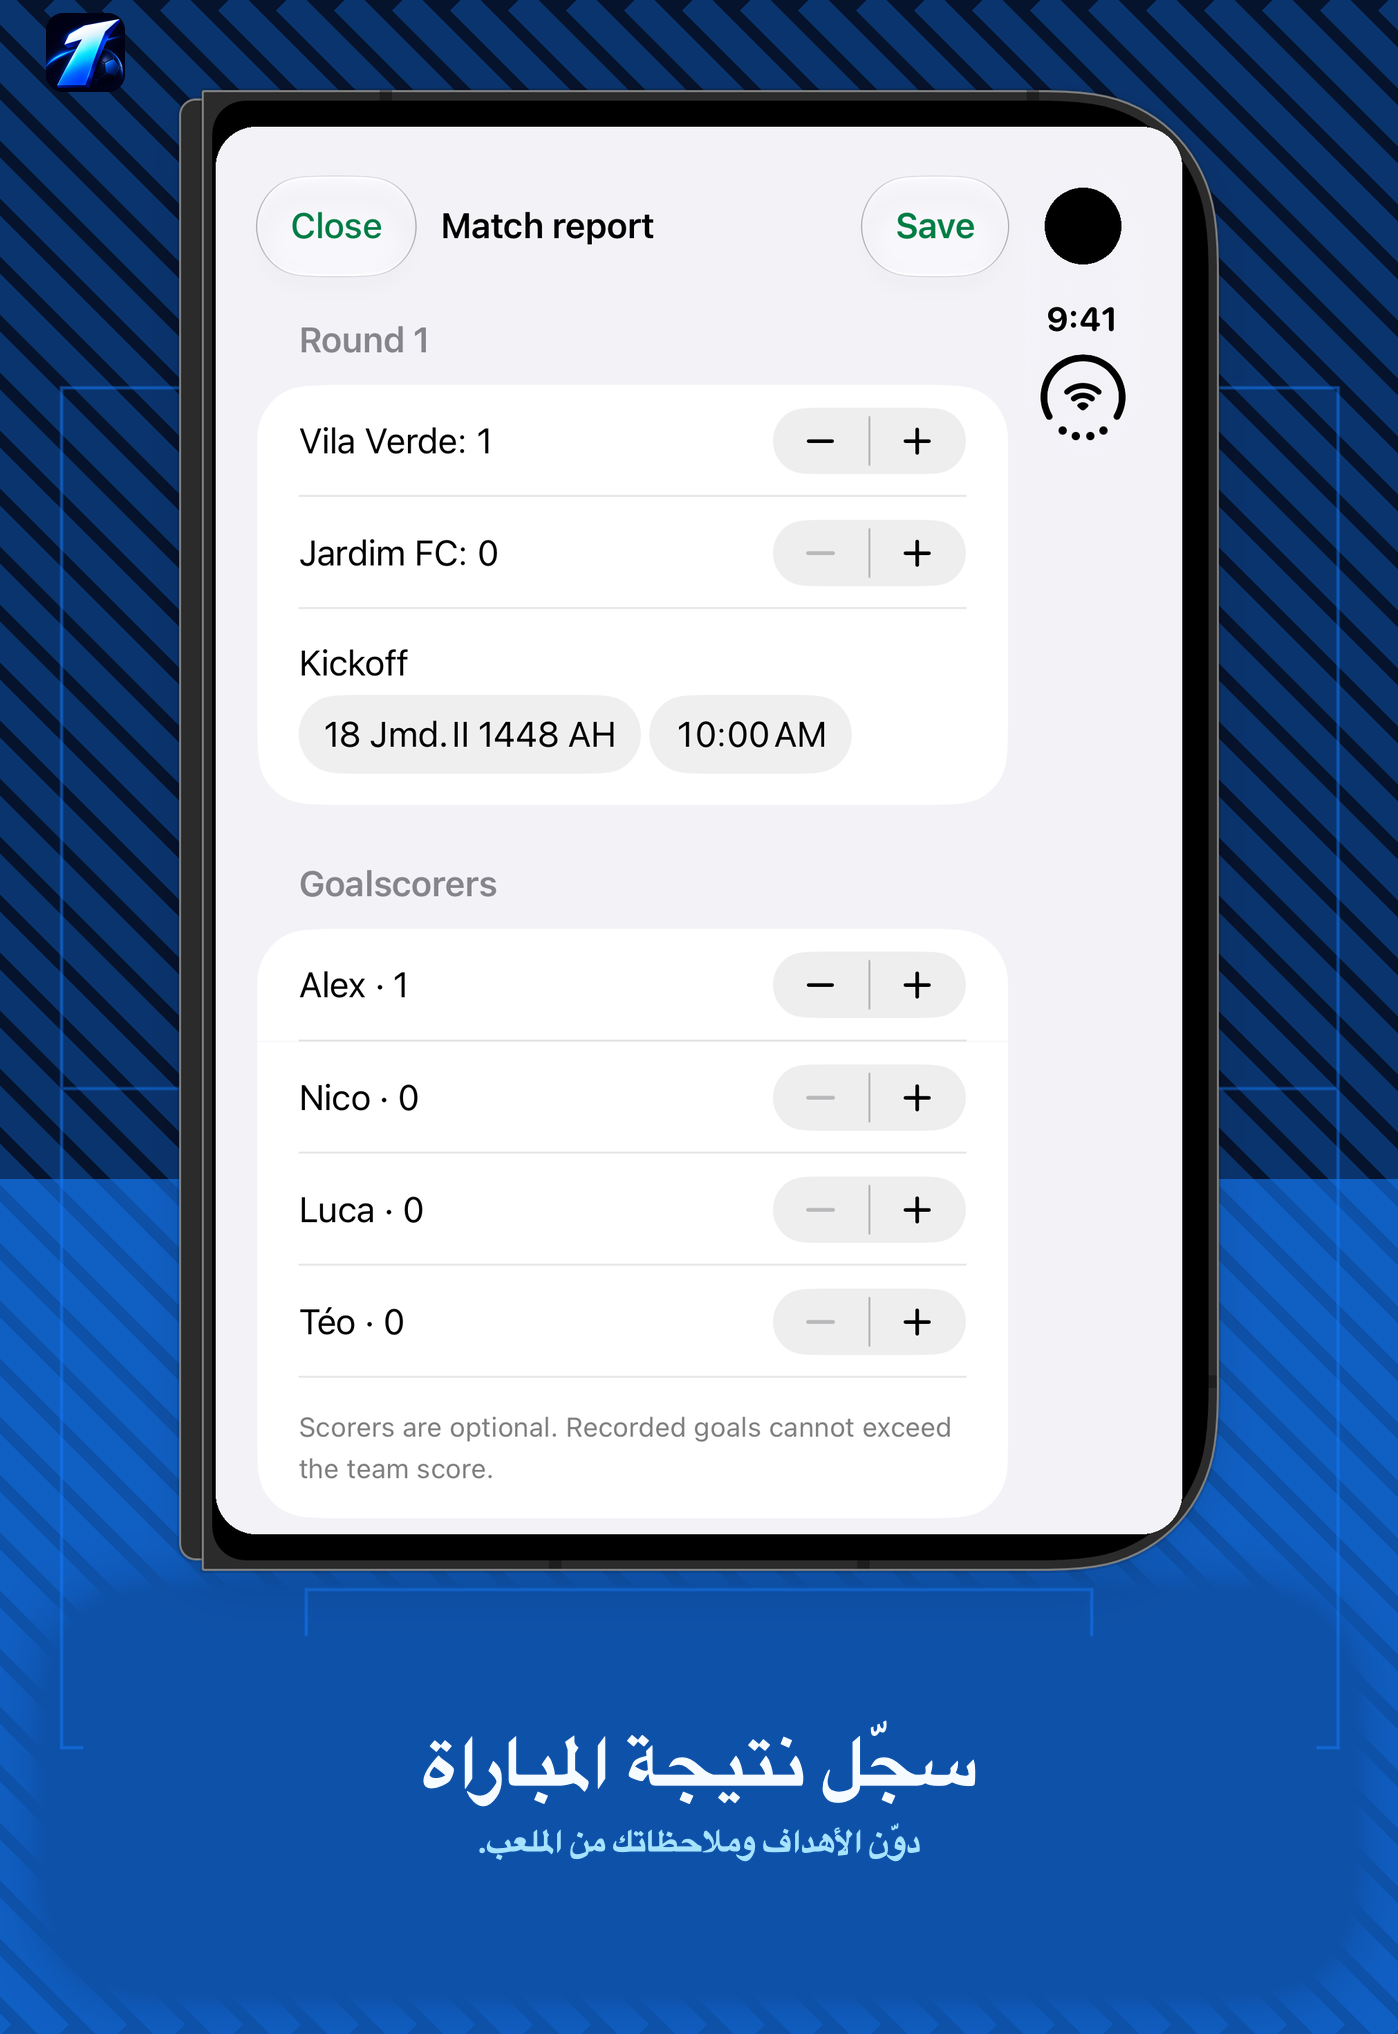 Close
Match report
Save
9:41
Round 1
Vila Verde: 1
Jardim FC: 0
Kickoff
18 Jmd. II 1448 AH
10:00 AM
Goalscorers
Alex · 1
Nico · 0
Luca · 0
Téo · 0
Scorers are optional. Recorded goals cannot exceed
the team score.
سجّل نتيجة المباراة
دوّن الأهداف وملاحظاتك من الملعب.